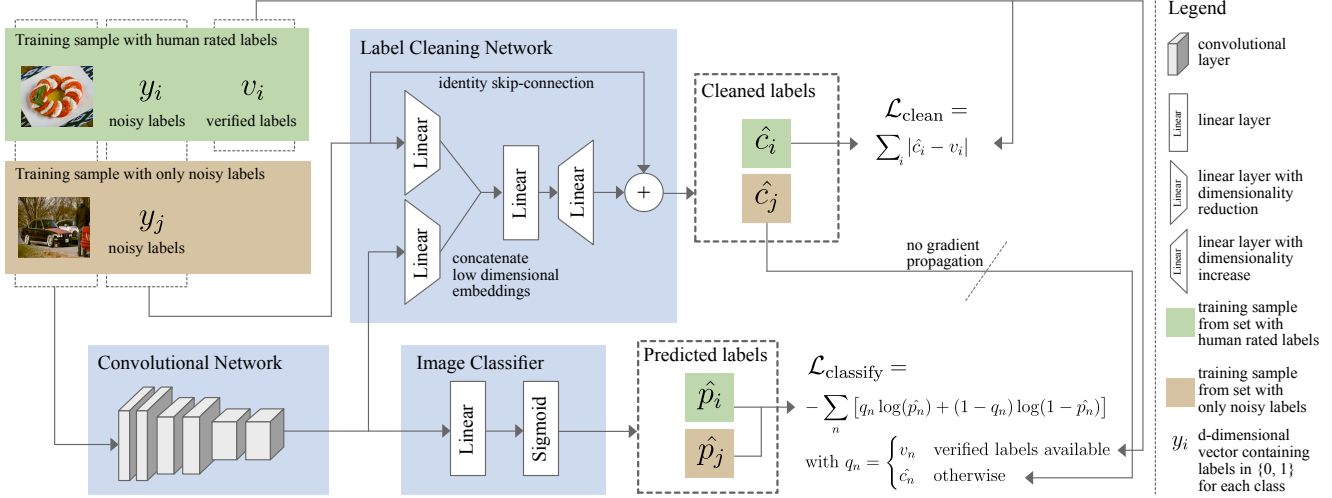 Training sample with human rated labels
y_i
v_i
noisy labels
verified labels
Training sample with only noisy labels
y_j
noisy labels
Label Cleaning Network
identity skip-connection
Linear
Linear
Linear
Linear
+
concatenate
low dimensional
embeddings
Cleaned labels
ĉ_i
ĉ_j
L_clean =
∑_i |ĉ_i − v_i|
no gradient
propagation
Convolutional Network
Image Classifier
Linear
Sigmoid
Predicted labels
p̂_i
p̂_j
L_classify =
− ∑_n [q_n log(p̂_n) + (1 − q_n) log(1 − p̂_n)]
with q_n = { v_n verified labels available
ĉ_n otherwise
Legend
convolutional
layer
Linear
linear layer
Linear
linear layer with
dimensionality
reduction
Linear
linear layer with
dimensionality
increase
training sample
from set with
human rated labels
training sample
from set with
only noisy labels
y_i
d-dimensional
vector containing
labels in {0, 1}
for each class